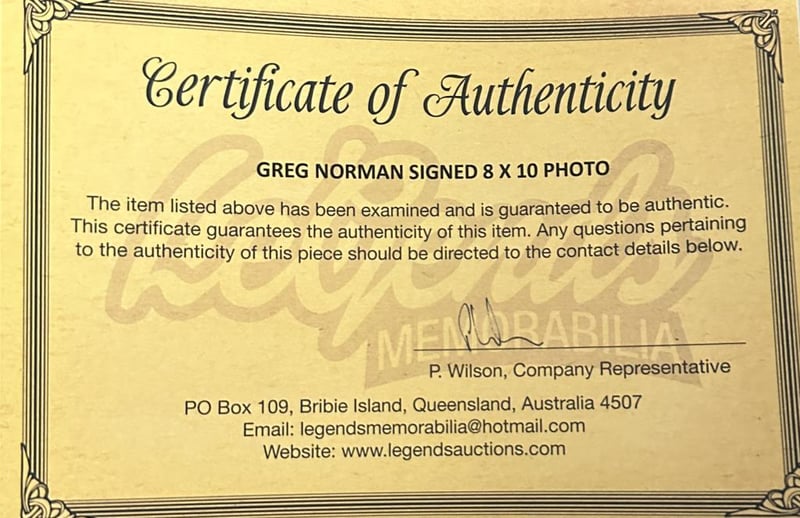 Certificate of Authenticity
GREG NORMAN SIGNED 8 X 10 PHOTO
The item listed above has been examined and is guaranteed to be authentic.
This certificate guarantees the authenticity of this item. Any questions pertaining
to the authenticity of this piece should be directed to the contact details below.
Legends
MEMORABILIA
P. Wilson, Company Representative
PO Box 109, Bribie Island, Queensland, Australia 4507
Email: legendsmemorabilia@hotmail.com
Website: www.legendsauctions.com